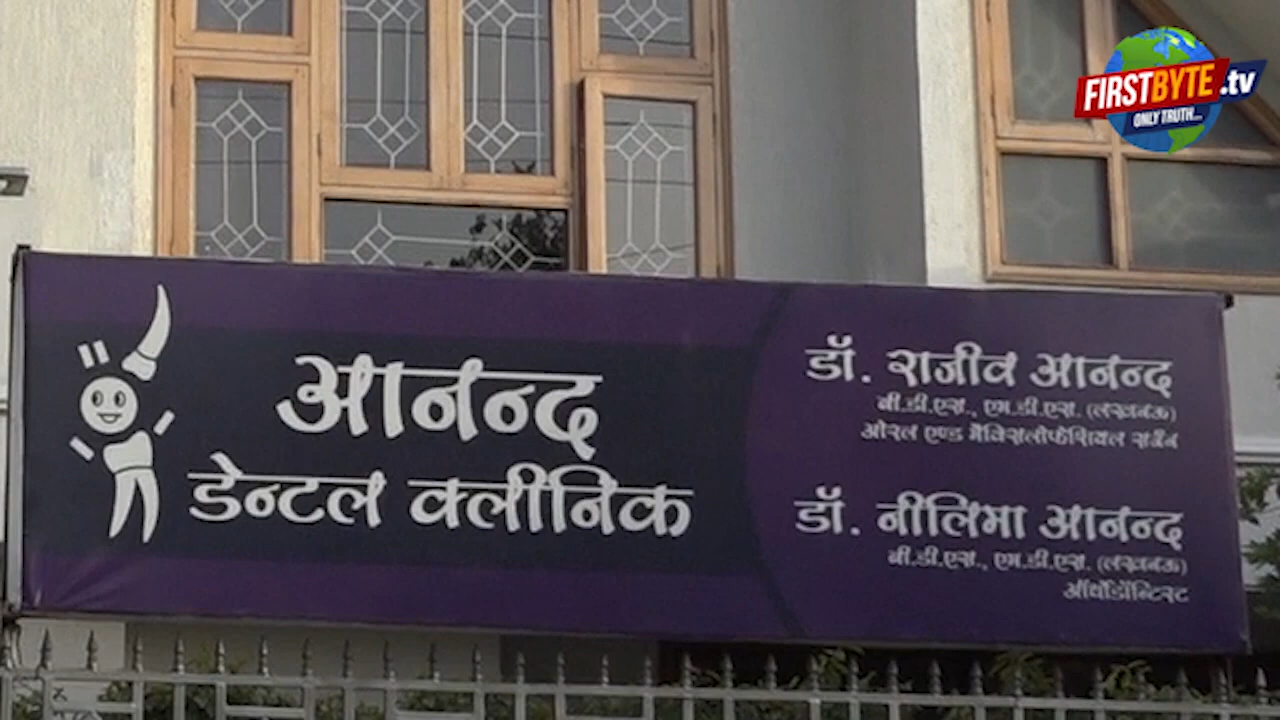 FIRSTBYTE.tv
ONLY TRUTH...
आनन्द
डेन्टल क्लीनिक
डॉ. राजीव आनन्द
बी.डी.एस., एम.डी.एस. (लखनऊ)
ओरल एण्ड मैक्सिलोफेशियल सर्जन
डॉ. नीलिमा आनन्द
बी.डी.एस., एम.डी.एस. (लखनऊ)
ऑर्थोडॉन्टिस्ट